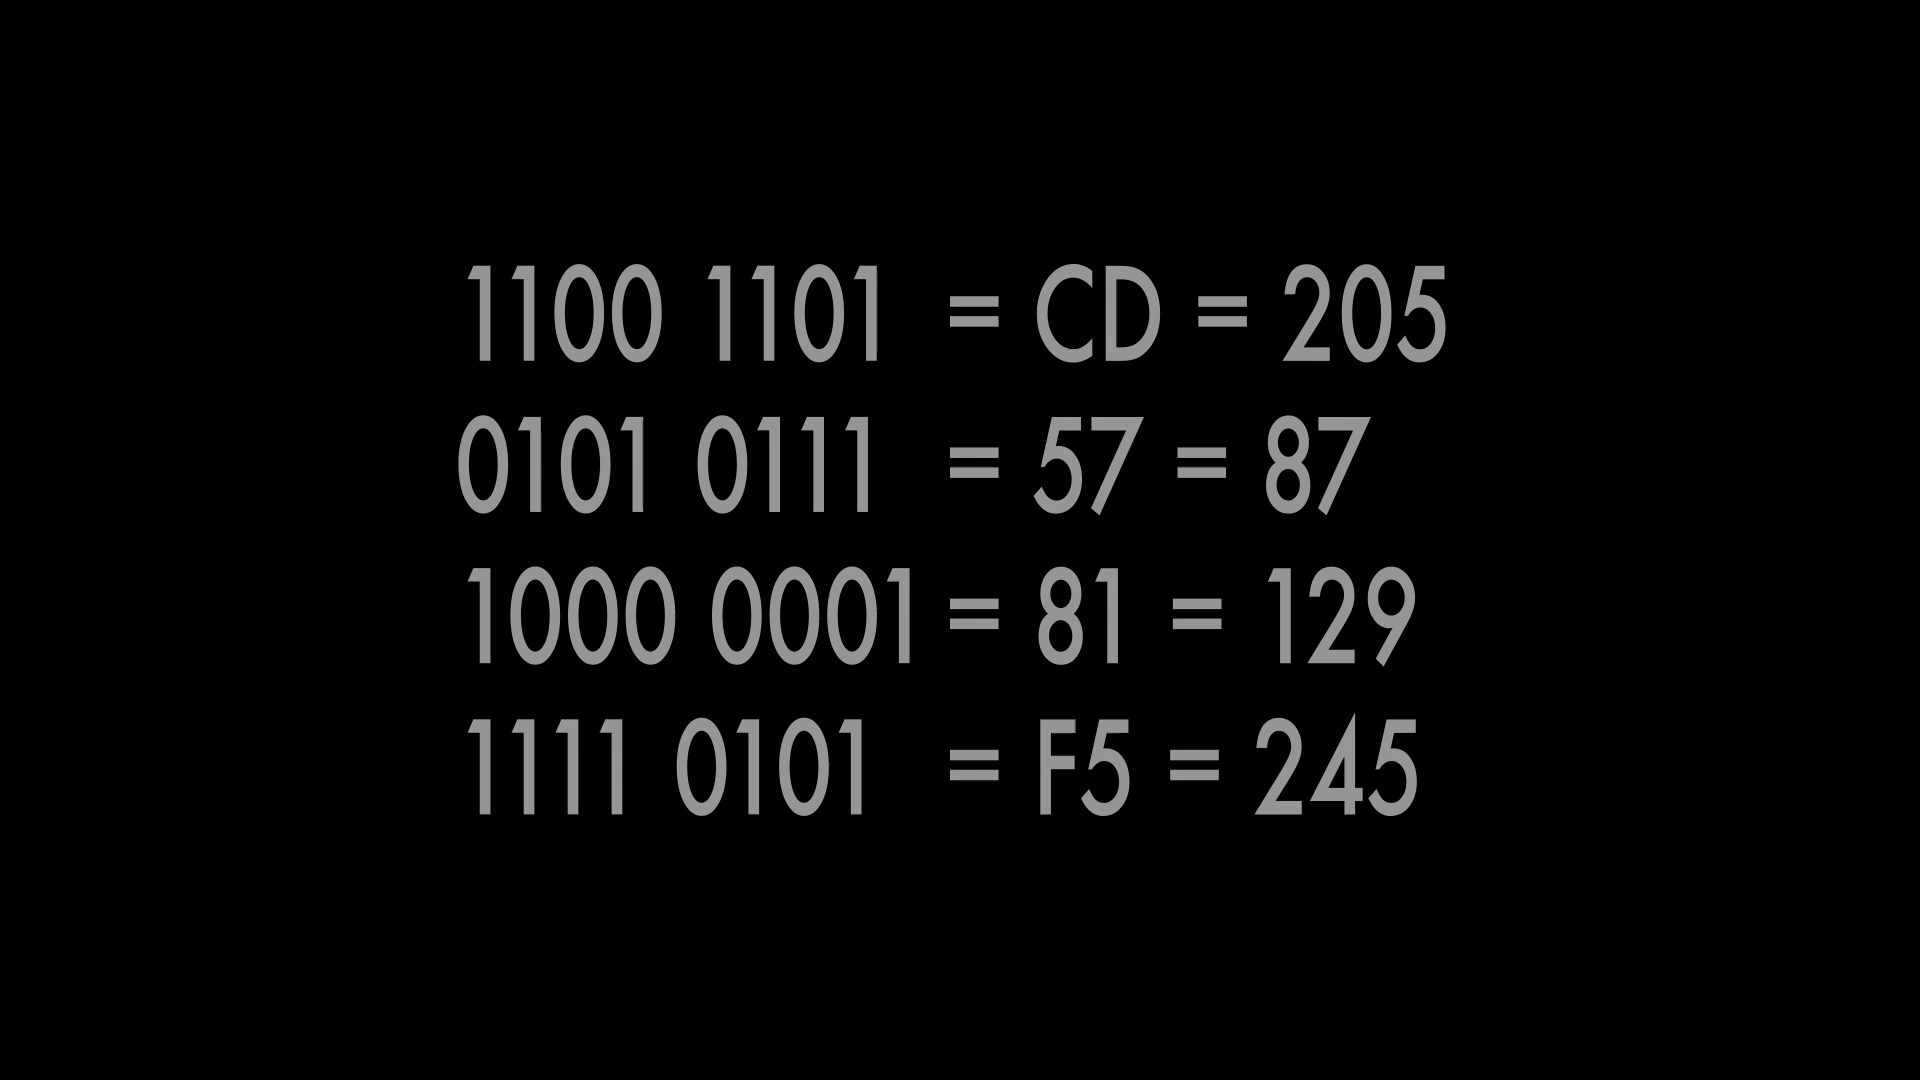 1100 1101 = CD = 205
0101 0111 = 57 = 87
1000 0001 = 81 = 129
1111 0101 = F5 = 245